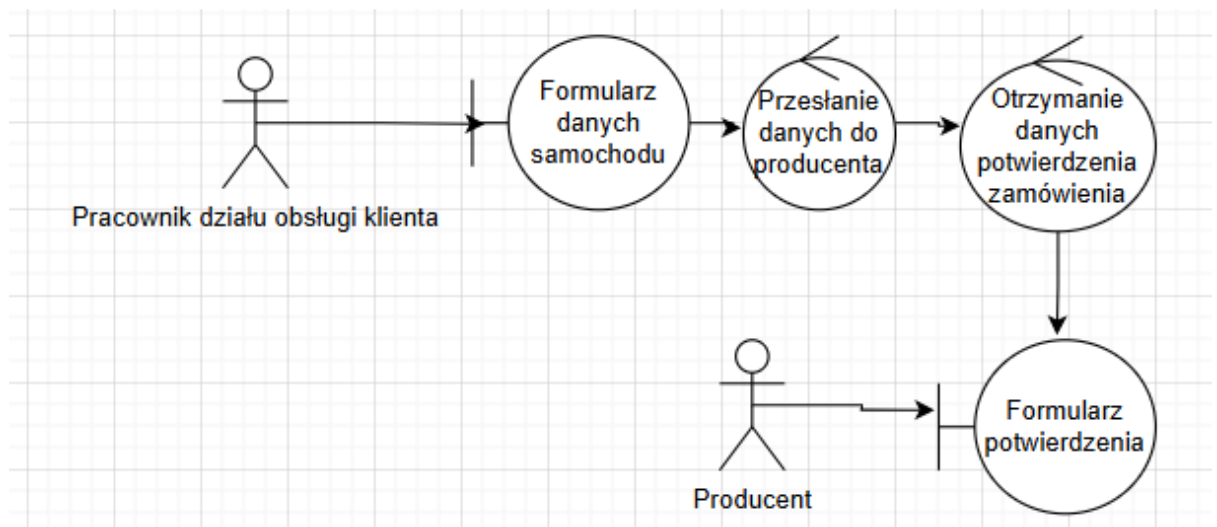 Formularz
danych
samochodu
Przesłanie
danych do
producenta
Otrzymanie
danych
potwierdzenia
zamówienia
Pracownik działu obsługi klienta
Formularz
potwierdzenia
Producent